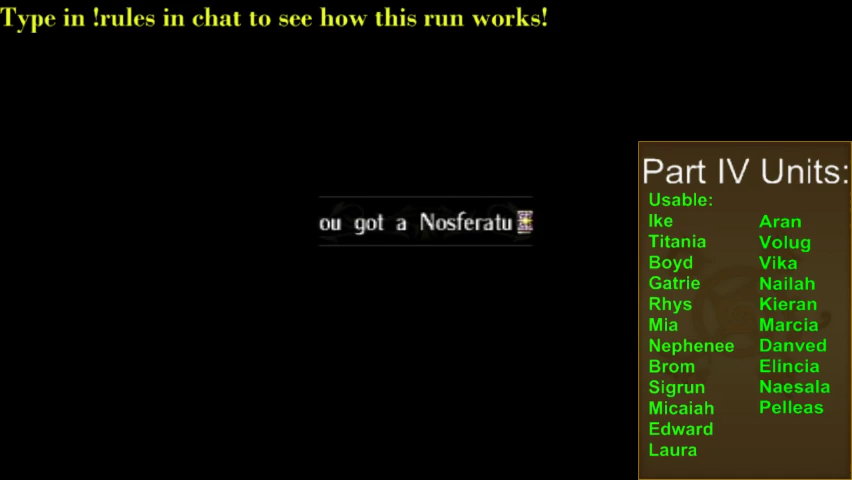 Type in !rules in chat to see how this run works!
ou got a Nosferatu
Part IV Units:
Usable:
Ike
Titania
Boyd
Gatrie
Rhys
Mia
Nephenee
Brom
Sigrun
Micaiah
Edward
Laura
Aran
Volug
Vika
Nailah
Kieran
Marcia
Danved
Elincia
Naesala
Pelleas